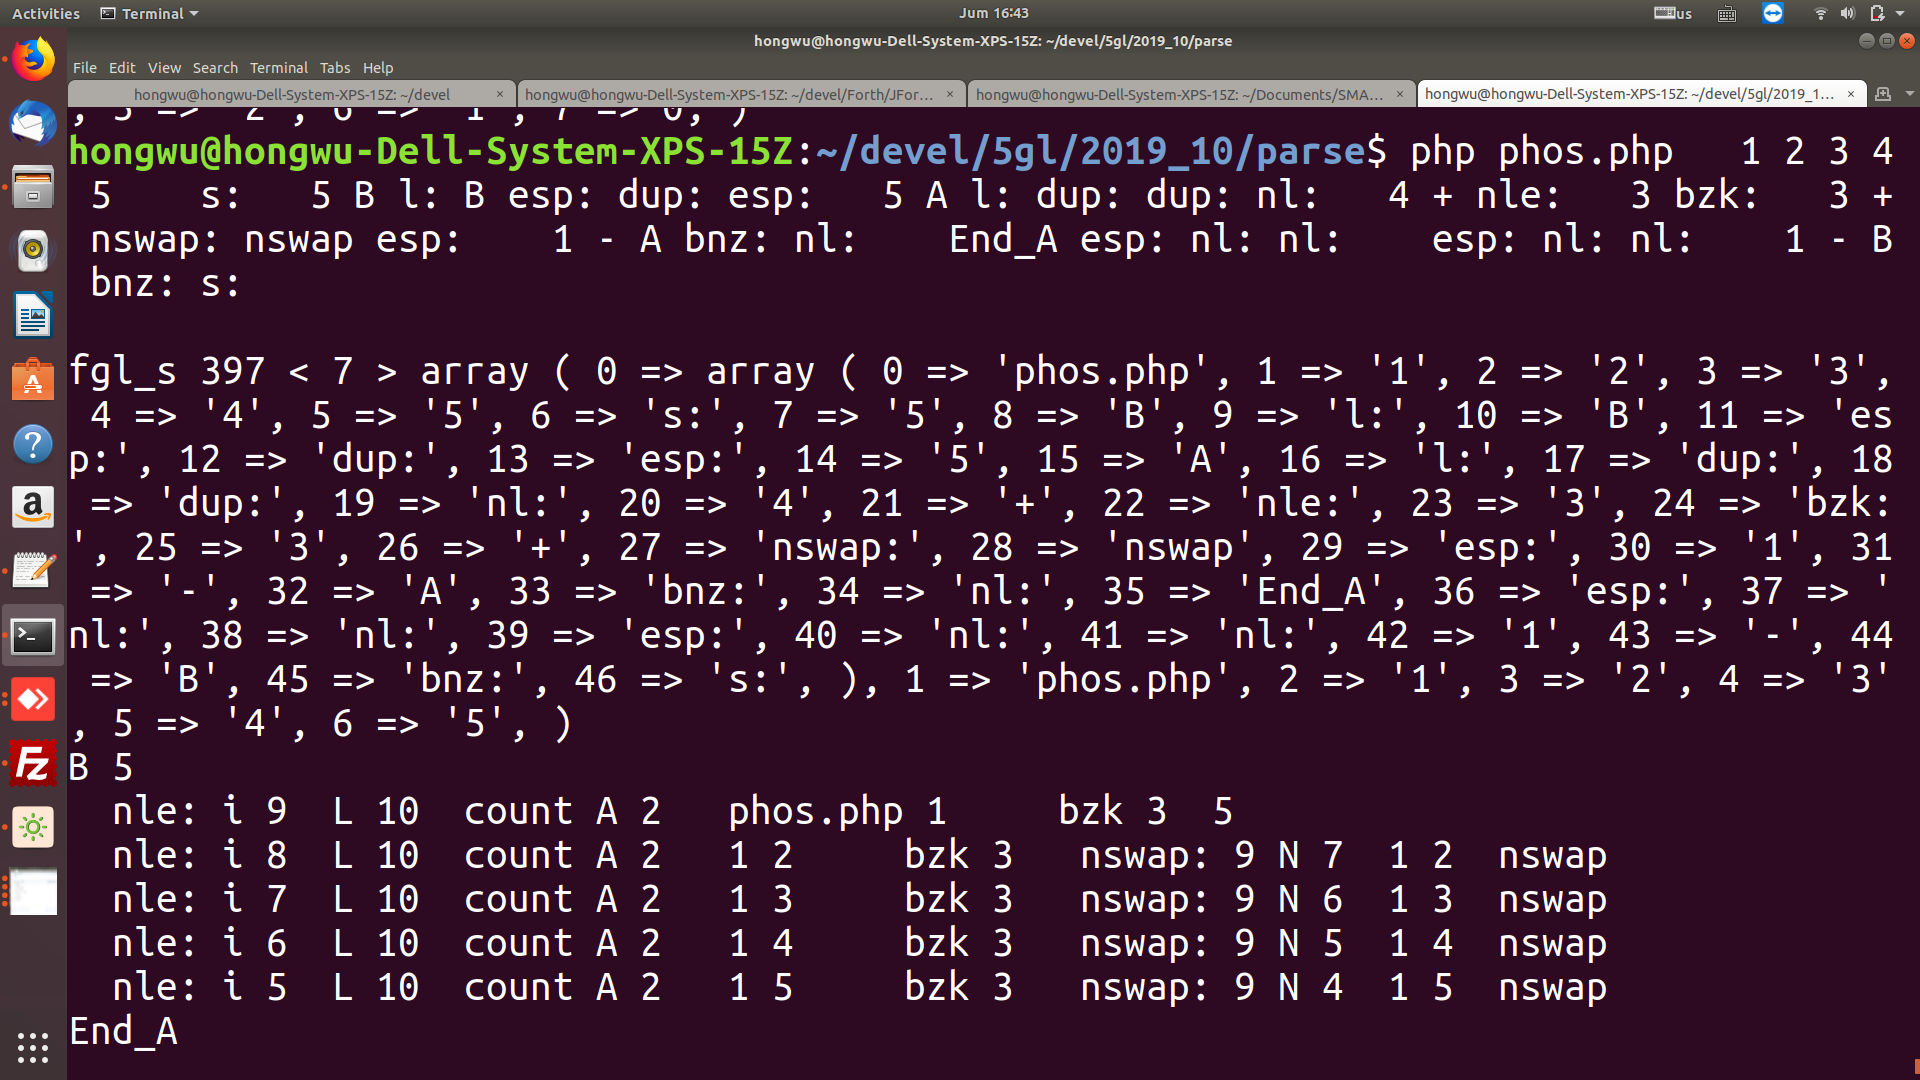 Activities Terminal Jum 16:43 us
hongwu@hongwu-Dell-System-XPS-15Z: ~/devel/5gl/2019_10/parse
File Edit View Search Terminal Tabs Help
hongwu@hongwu-Dell-System-XPS-15Z: ~/devel × hongwu@hongwu-Dell-System-XPS-15Z: ~/devel/Forth/JFor... × hongwu@hongwu-Dell-System-XPS-15Z: ~/Documents/SMA... × hongwu@hongwu-Dell-System-XPS-15Z: ~/devel/5gl/2019_1... ×
, 5 => '2', 6 => '1', 7 => 0, )
hongwu@hongwu-Dell-System-XPS-15Z:~/devel/5gl/2019_10/parse$ php phos.php   1 2 3 4
 5    s:   5 B l: B esp: dup: esp:   5 A l: dup: dup: nl:   4 + nle:   3 bzk:   3 +
 nswap: nswap esp:    1 - A bnz: nl:    End_A esp: nl: nl:    esp: nl: nl:    1 - B
 bnz: s:
fgl_s 397 < 7 > array ( 0 => array ( 0 => 'phos.php', 1 => '1', 2 => '2', 3 => '3',
 4 => '4', 5 => '5', 6 => 's:', 7 => '5', 8 => 'B', 9 => 'l:', 10 => 'B', 11 => 'es
p:', 12 => 'dup:', 13 => 'esp:', 14 => '5', 15 => 'A', 16 => 'l:', 17 => 'dup:', 18
 => 'dup:', 19 => 'nl:', 20 => '4', 21 => '+', 22 => 'nle:', 23 => '3', 24 => 'bzk:
', 25 => '3', 26 => '+', 27 => 'nswap:', 28 => 'nswap', 29 => 'esp:', 30 => '1', 31
 => '-', 32 => 'A', 33 => 'bnz:', 34 => 'nl:', 35 => 'End_A', 36 => 'esp:', 37 => '
nl:', 38 => 'nl:', 39 => 'esp:', 40 => 'nl:', 41 => 'nl:', 42 => '1', 43 => '-', 44
 => 'B', 45 => 'bnz:', 46 => 's:', ), 1 => 'phos.php', 2 => '1', 3 => '2', 4 => '3'
, 5 => '4', 6 => '5', )
B 5
  nle: i 9  L 10  count A 2   phos.php 1     bzk 3  5
  nle: i 8  L 10  count A 2   1 2     bzk 3   nswap: 9 N 7  1 2  nswap
  nle: i 7  L 10  count A 2   1 3     bzk 3   nswap: 9 N 6  1 3  nswap
  nle: i 6  L 10  count A 2   1 4     bzk 3   nswap: 9 N 5  1 4  nswap
  nle: i 5  L 10  count A 2   1 5     bzk 3   nswap: 9 N 4  1 5  nswap
End_A